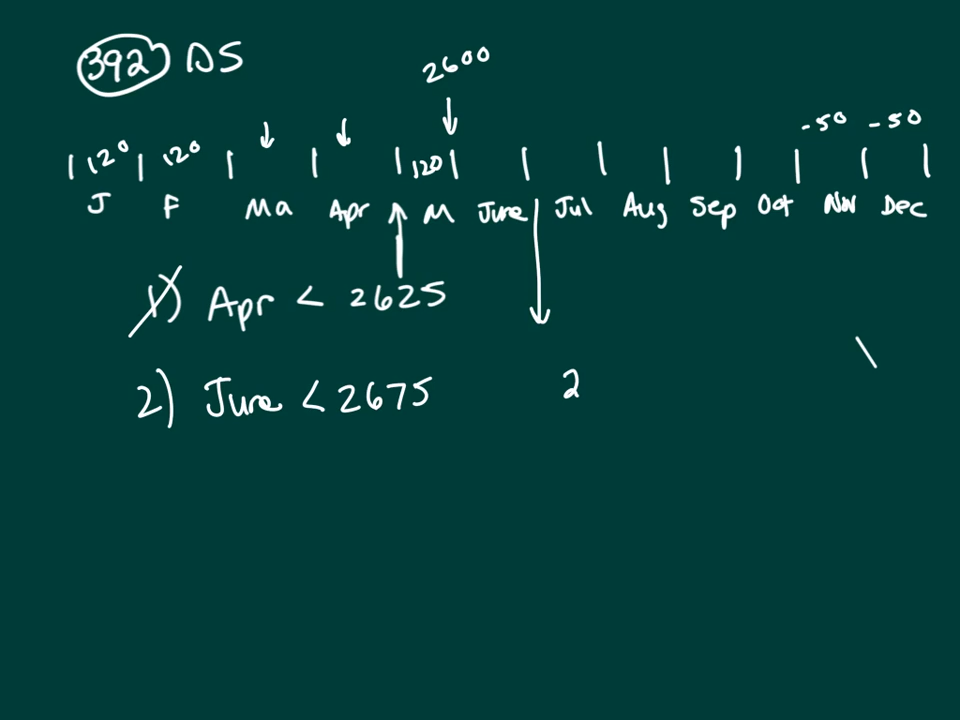 392 DS
2600
120 120 120 -50 -50
J F Ma Apr M June Jul Aug Sep Oct Nov Dec
1) Apr < 2625
2) June < 2675 2